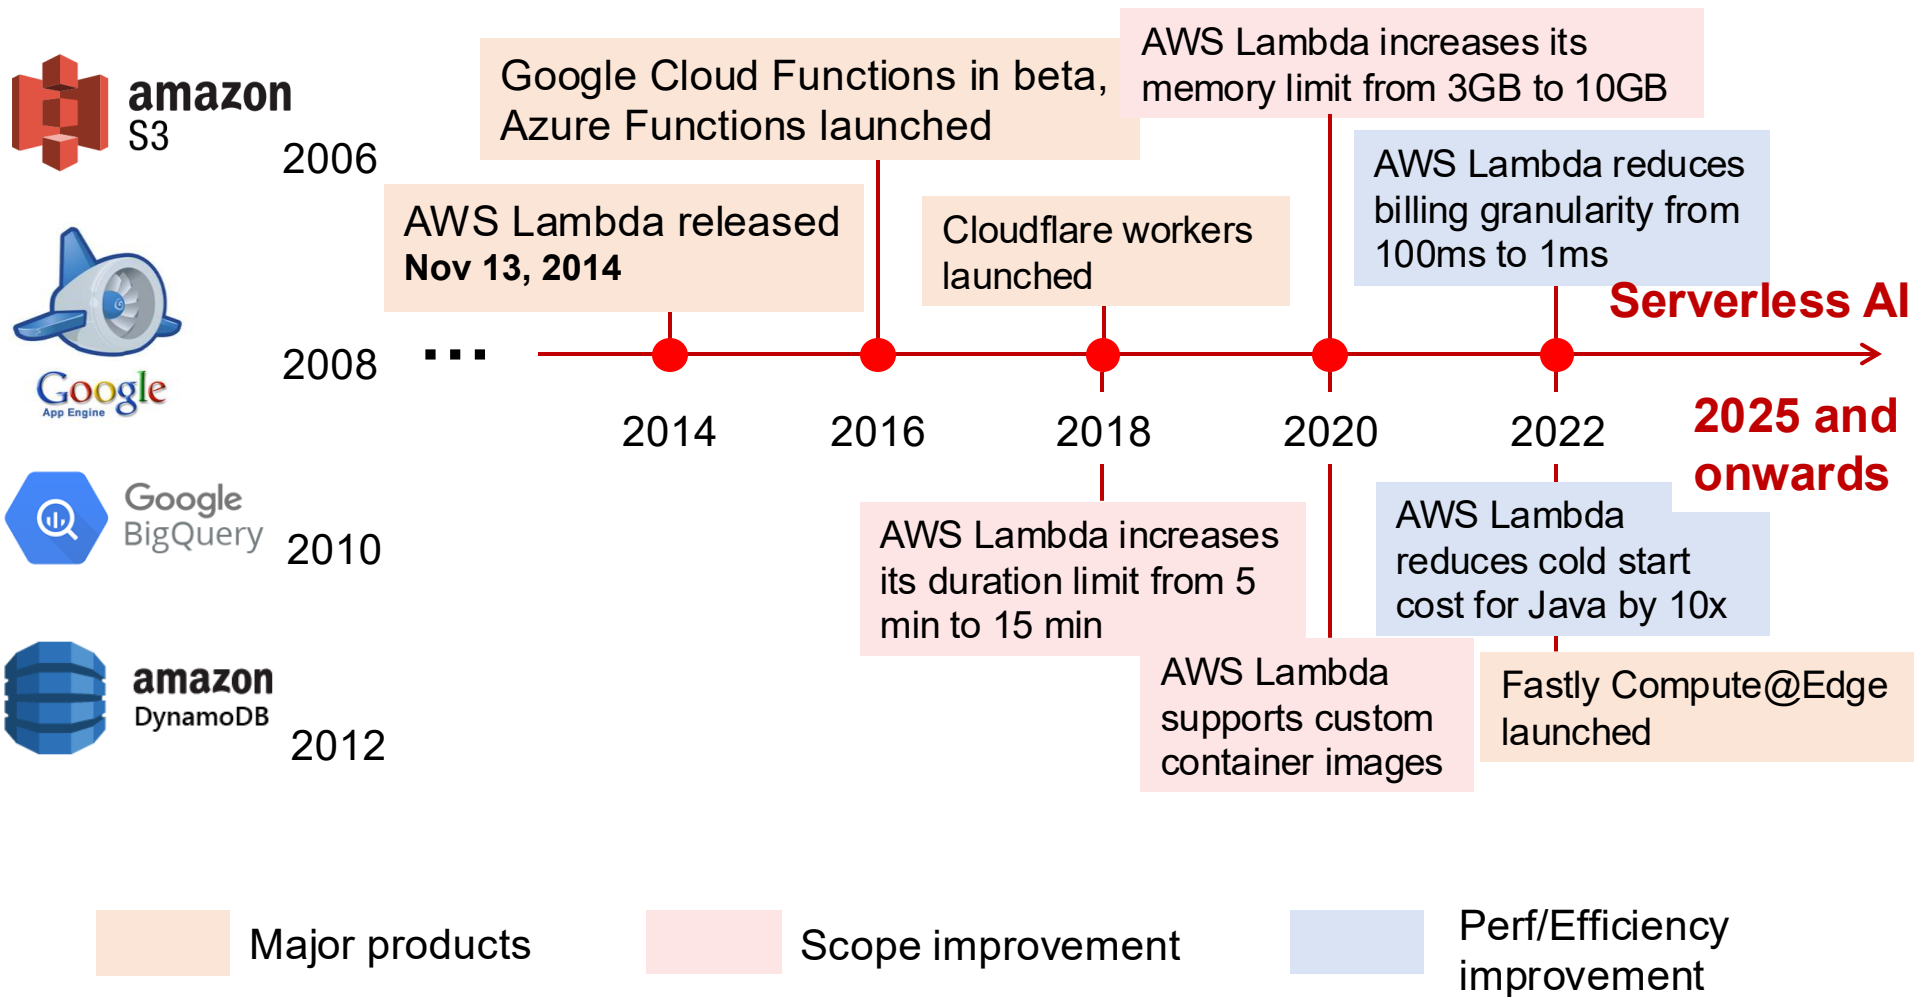 amazon
S3
2006
Google
App Engine
2008
Google
BigQuery
2010
amazon
DynamoDB
2012
...
AWS Lambda released
Nov 13, 2014
Google Cloud Functions in beta,
Azure Functions launched
Cloudflare workers
launched
AWS Lambda increases its
memory limit from 3GB to 10GB
AWS Lambda reduces
billing granularity from
100ms to 1ms
Serverless AI
2014
2016
2018
2020
2022
2025 and
onwards
AWS Lambda increases
its duration limit from 5
min to 15 min
AWS Lambda
supports custom
container images
AWS Lambda
reduces cold start
cost for Java by 10x
Fastly Compute@Edge
launched
Major products
Scope improvement
Perf/Efficiency
improvement